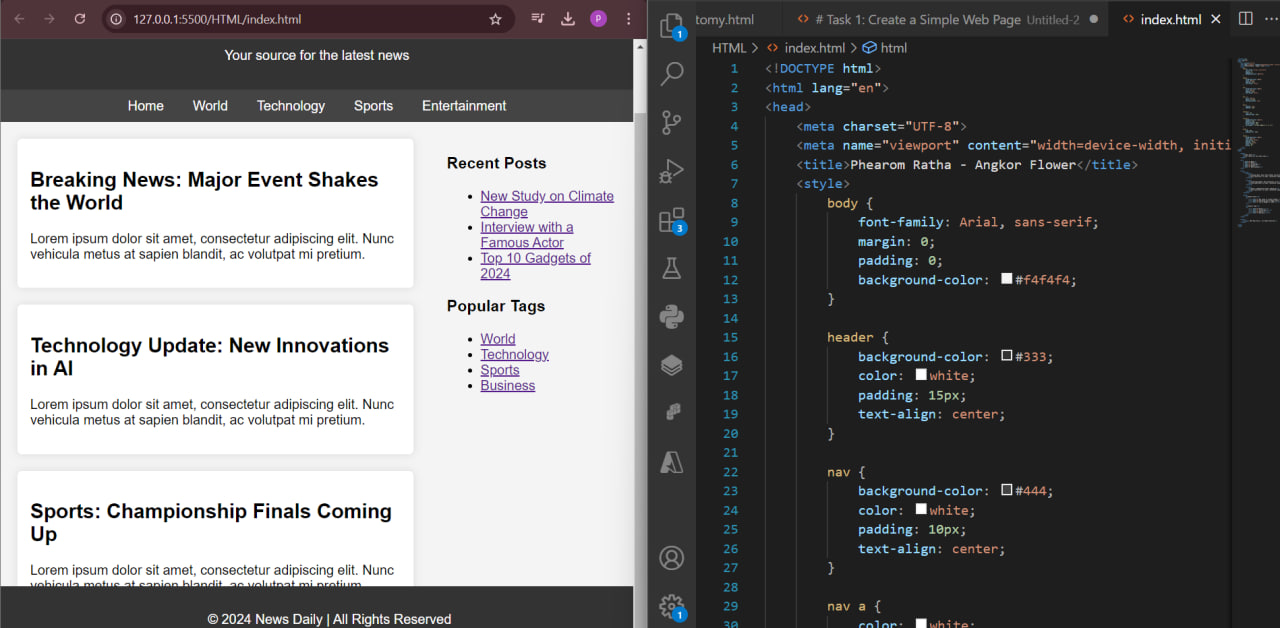 127.0.0.1:5500/HTML/index.html
p
Your source for the latest news
Home World Technology Sports Entertainment
Breaking News: Major Event Shakes
the World
Lorem ipsum dolor sit amet, consectetur adipiscing elit. Nunc
vehicula metus at sapien blandit, ac volutpat mi pretium.
Technology Update: New Innovations
in AI
Lorem ipsum dolor sit amet, consectetur adipiscing elit. Nunc
vehicula metus at sapien blandit, ac volutpat mi pretium.
Sports: Championship Finals Coming
Up
Lorem ipsum dolor sit amet, consectetur adipiscing elit. Nunc
vehicula metus at sapien blandit, ac volutpat mi pretium.
Recent Posts
New Study on Climate
Change
Interview with a
Famous Actor
Top 10 Gadgets of
2024
Popular Tags
World
Technology
Sports
Business
© 2024 News Daily | All Rights Reserved
1
3
1
tomy.html # Task 1: Create a Simple Web Page Untitled-2 index.html
HTML > index.html > html
1 <!DOCTYPE html>
2 <html lang="en">
3 <head>
4 <meta charset="UTF-8">
5 <meta name="viewport" content="width=device-width, initi
6 <title>Phearom Ratha - Angkor Flower</title>
7 <style>
8 body {
9 font-family: Arial, sans-serif;
10 margin: 0;
11 padding: 0;
12 background-color: #f4f4f4;
13 }
14
15 header {
16 background-color: #333;
17 color: white;
18 padding: 15px;
19 text-align: center;
20 }
21
22 nav {
23 background-color: #444;
24 color: white;
25 padding: 10px;
26 text-align: center;
27 }
28
29 nav a {
30 color: white;